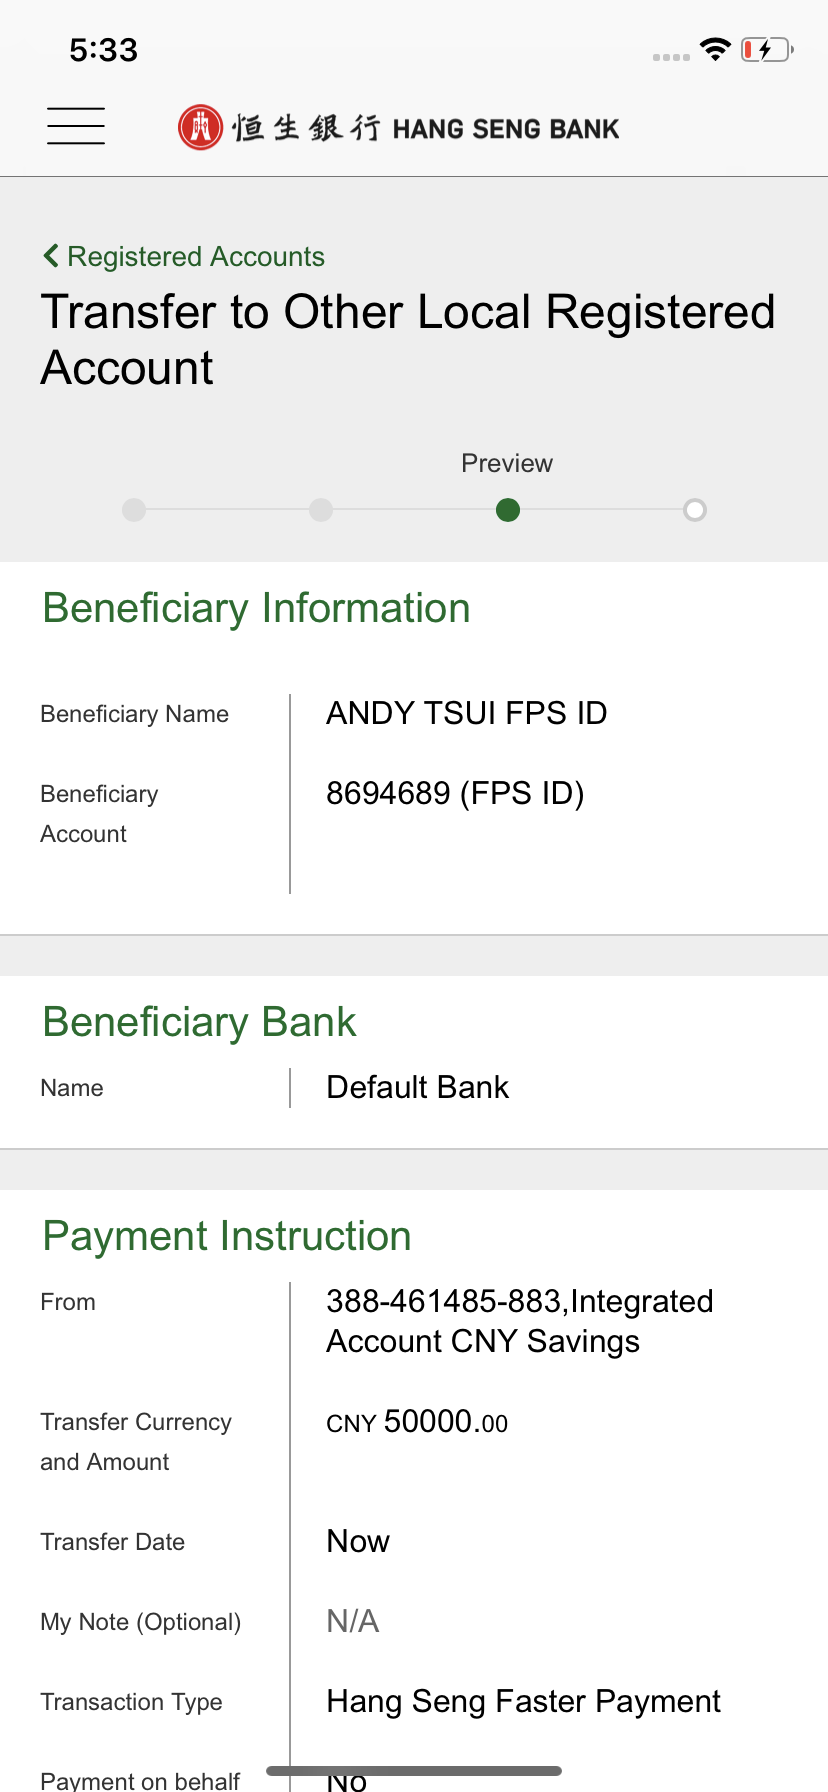 5:33
恒生銀行 HANG SENG BANK
Registered Accounts
Transfer to Other Local Registered
Account
Preview
Beneficiary Information
Beneficiary Name ANDY TSUI FPS ID
Beneficiary Account 8694689 (FPS ID)
Beneficiary Bank
Name Default Bank
Payment Instruction
From 388-461485-883,Integrated
Account CNY Savings
Transfer Currency and Amount CNY 50000.00
Transfer Date Now
My Note (Optional) N/A
Transaction Type Hang Seng Faster Payment
Payment on behalf No